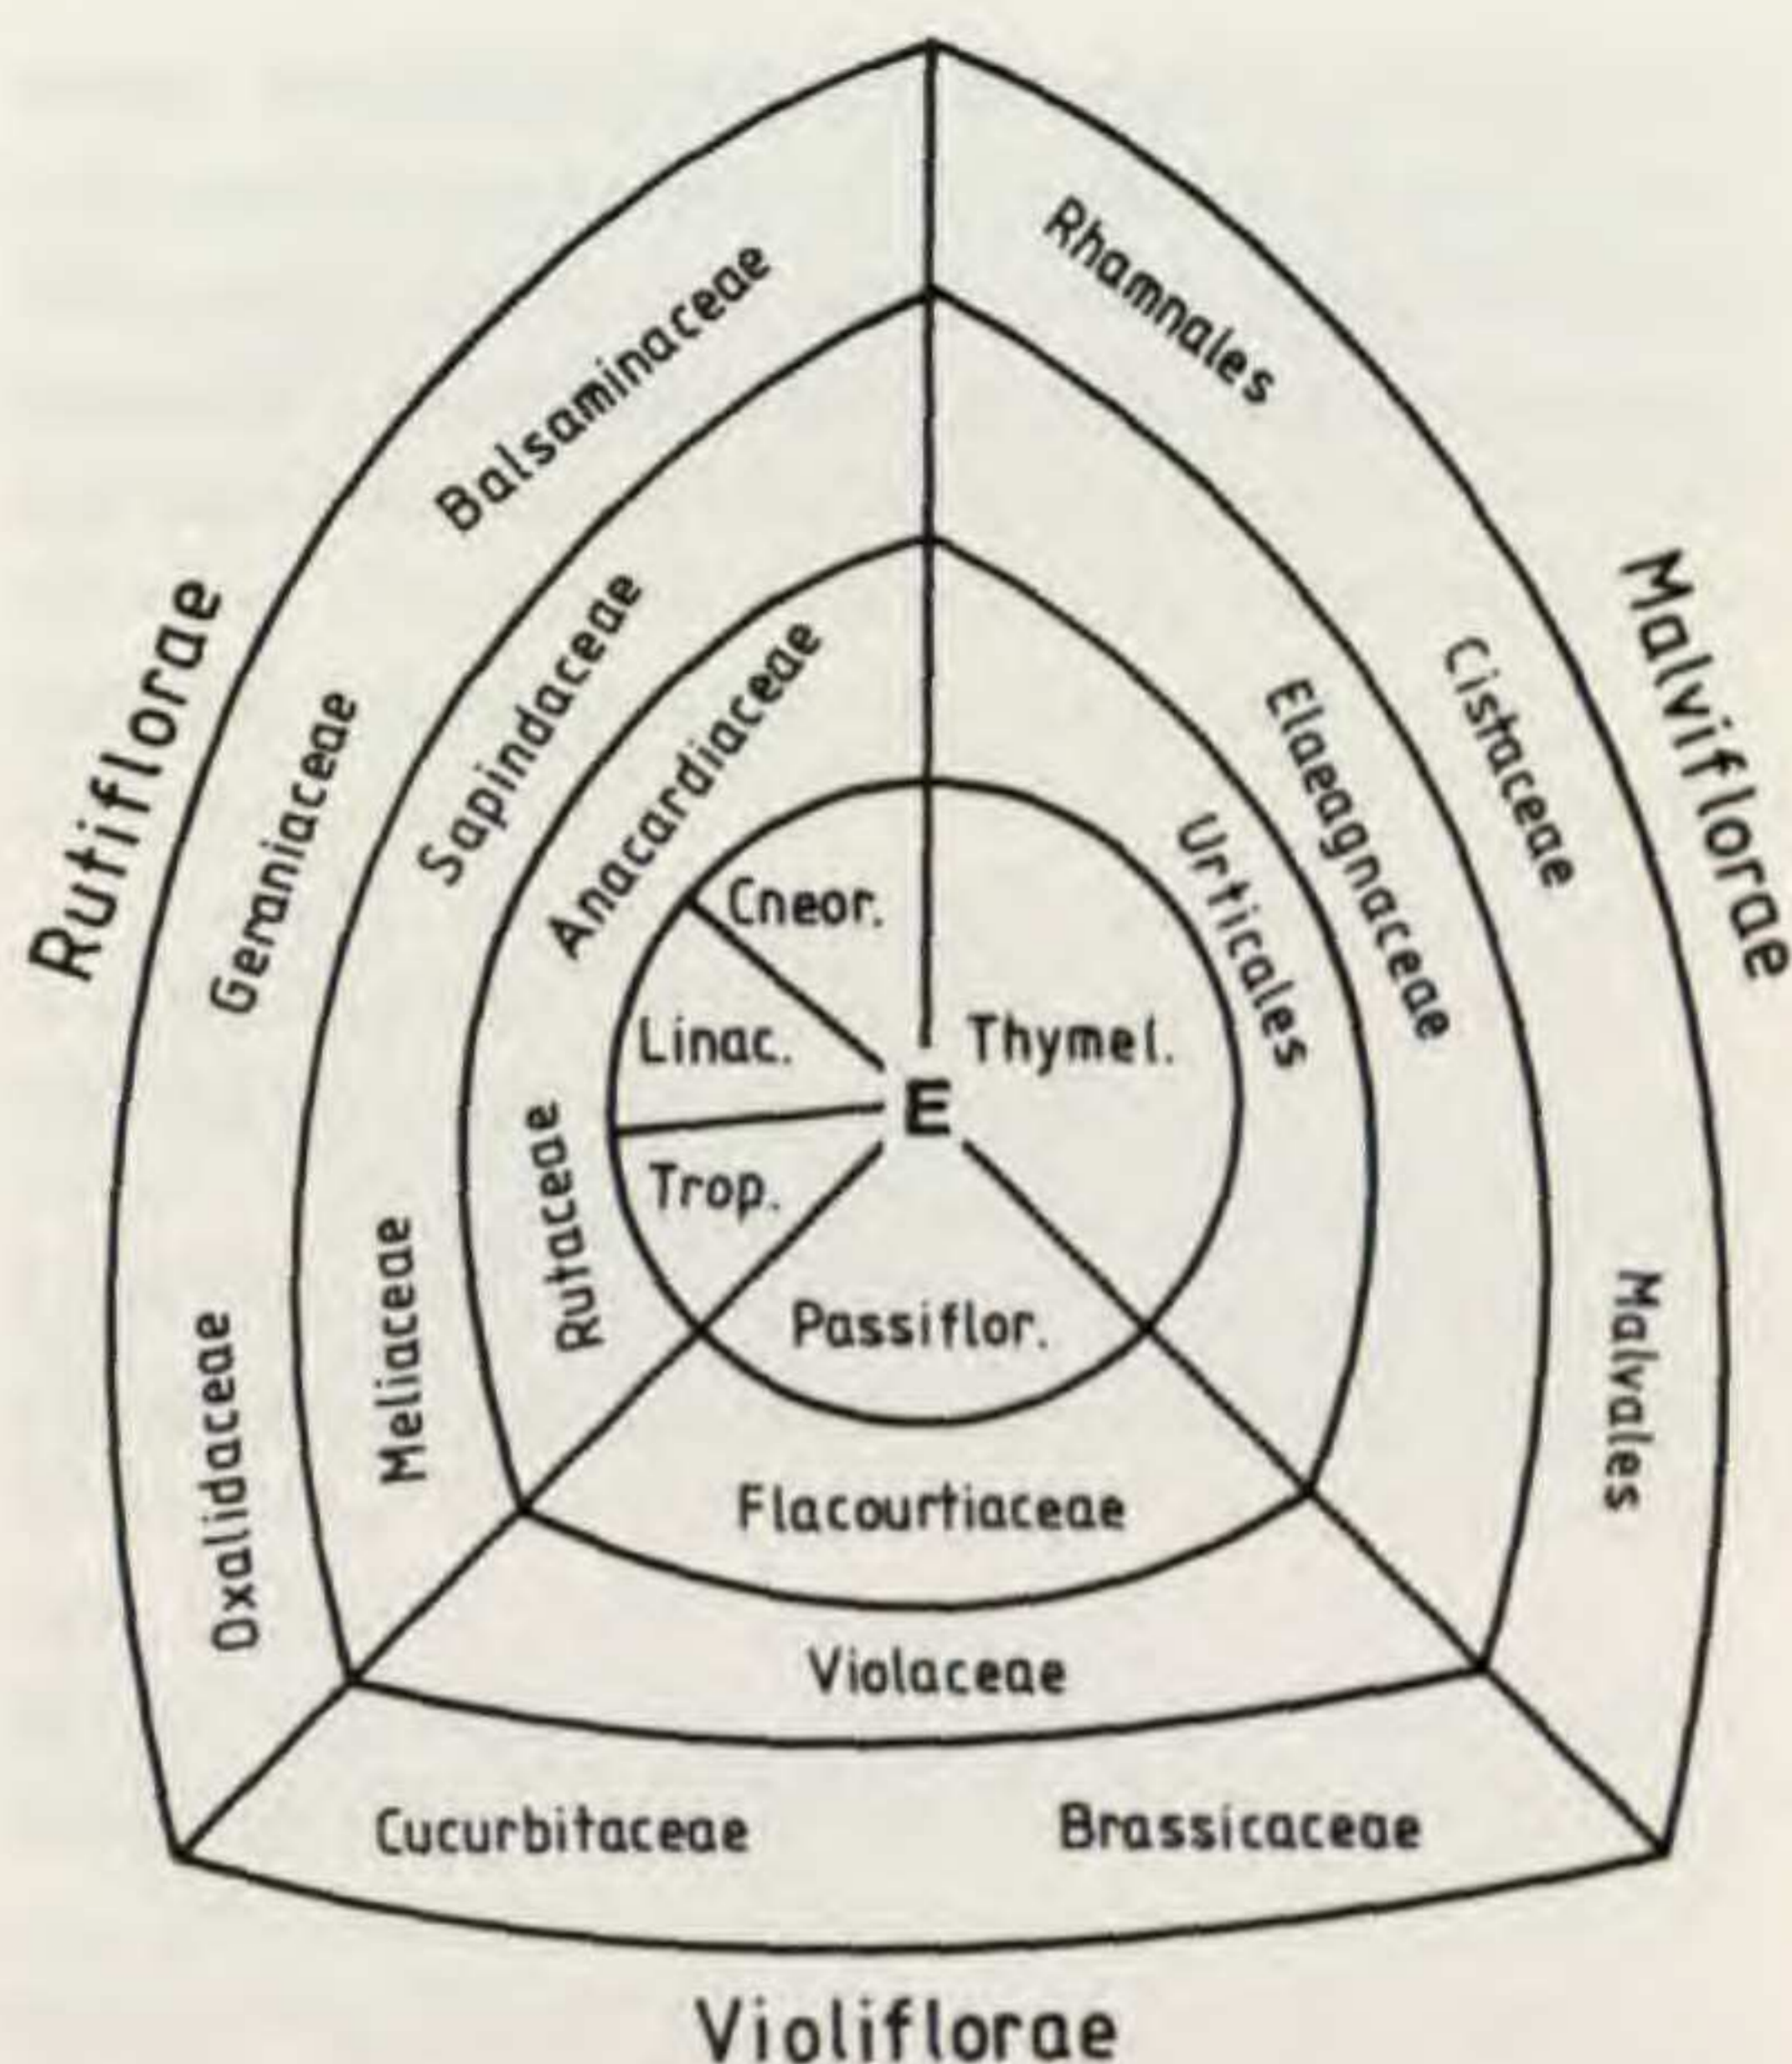 Rutiflorae
Malviflorae
Violiflorae
Balsaminaceae
Geraniaceae
Oxalidaceae
Sapindaceae
Meliaceae
Anacardiaceae
Rutaceae
Cneor.
Linac.
Trop.
E
Thymel.
Passiflor.
Rhamnales
Cistaceae
Malvales
Elaeagnaceae
Urticales
Flacourtiaceae
Violaceae
Cucurbitaceae
Brassicaceae